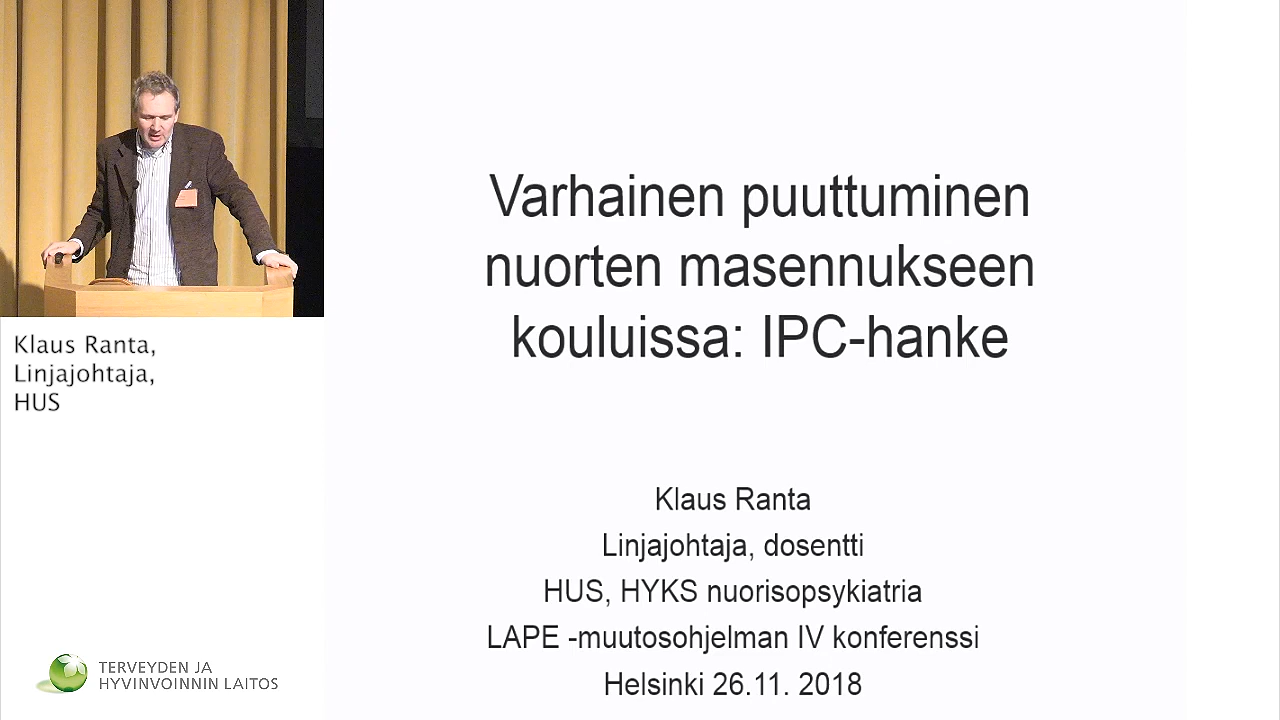 Klaus Ranta,
Linjajohtaja,
HUS
TERVEYDEN JA
HYVINVOINNIN LAITOS
Varhainen puuttuminen
nuorten masennukseen
kouluissa: IPC-hanke
Klaus Ranta
Linjajohtaja, dosentti
HUS, HYKS nuorisopsykiatria
LAPE -muutosohjelman IV konferenssi
Helsinki 26.11. 2018